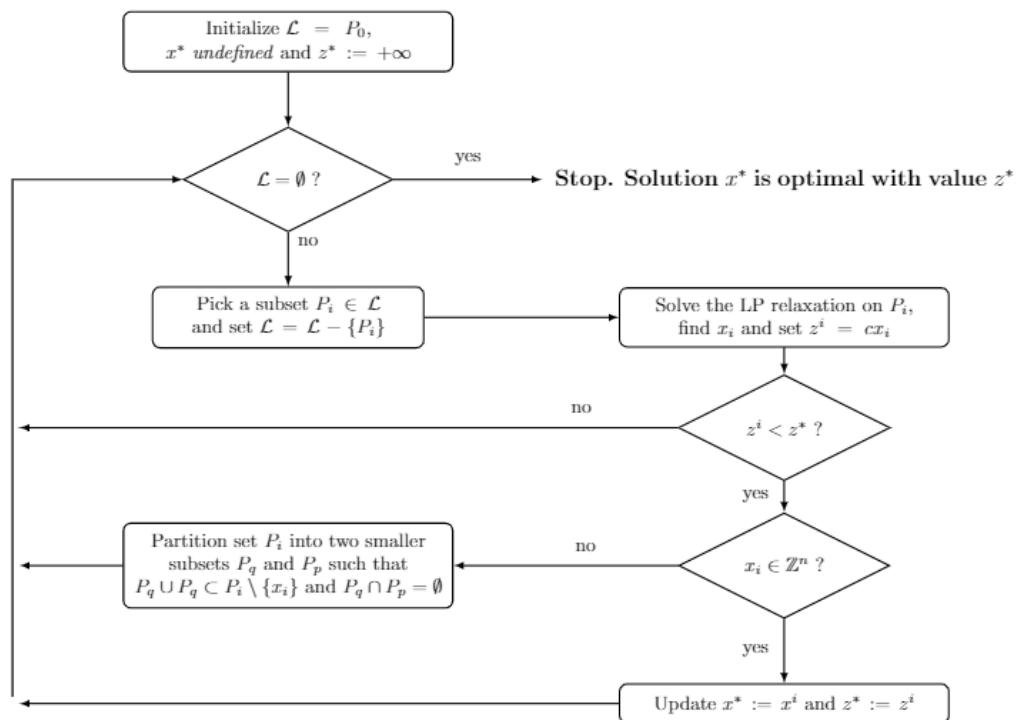 Initialize 𝓛 = P₀,
x* undefined and z* := +∞
𝓛 = ∅ ?
yes
Stop. Solution x* is optimal with value z*
no
Pick a subset Pᵢ ∈ 𝓛
and set 𝓛 = 𝓛 − {Pᵢ}
Solve the LP relaxation on Pᵢ,
find xᵢ and set zⁱ = cxᵢ
no
zⁱ < z* ?
yes
Partition set Pᵢ into two smaller
subsets P_q and P_p such that
P_q ∪ P_q ⊂ Pᵢ \ {xᵢ} and P_q ∩ P_p = ∅
no
xᵢ ∈ ℤⁿ ?
yes
Update x* := xⁱ and z* := zⁱ